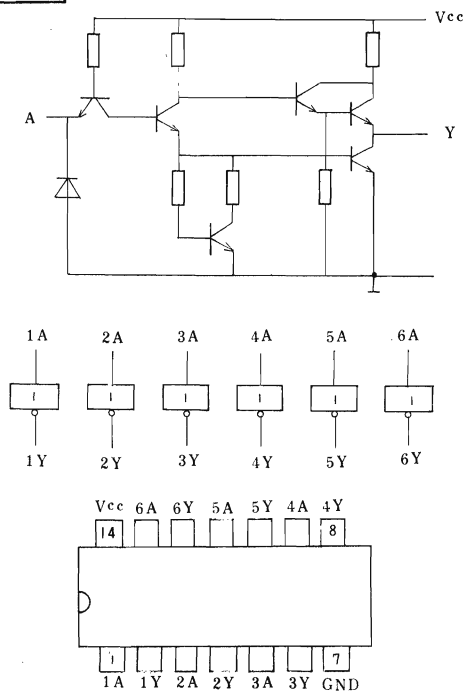 Vcc
A
Y
1A 2A 3A 4A 5A 6A
1 1 1 1 1 1
1Y 2Y 3Y 4Y 5Y 6Y
Vcc 6A 6Y 5A 5Y 4A 4Y
14 8
1 7
1A 1Y 2A 2Y 3A 3Y GND